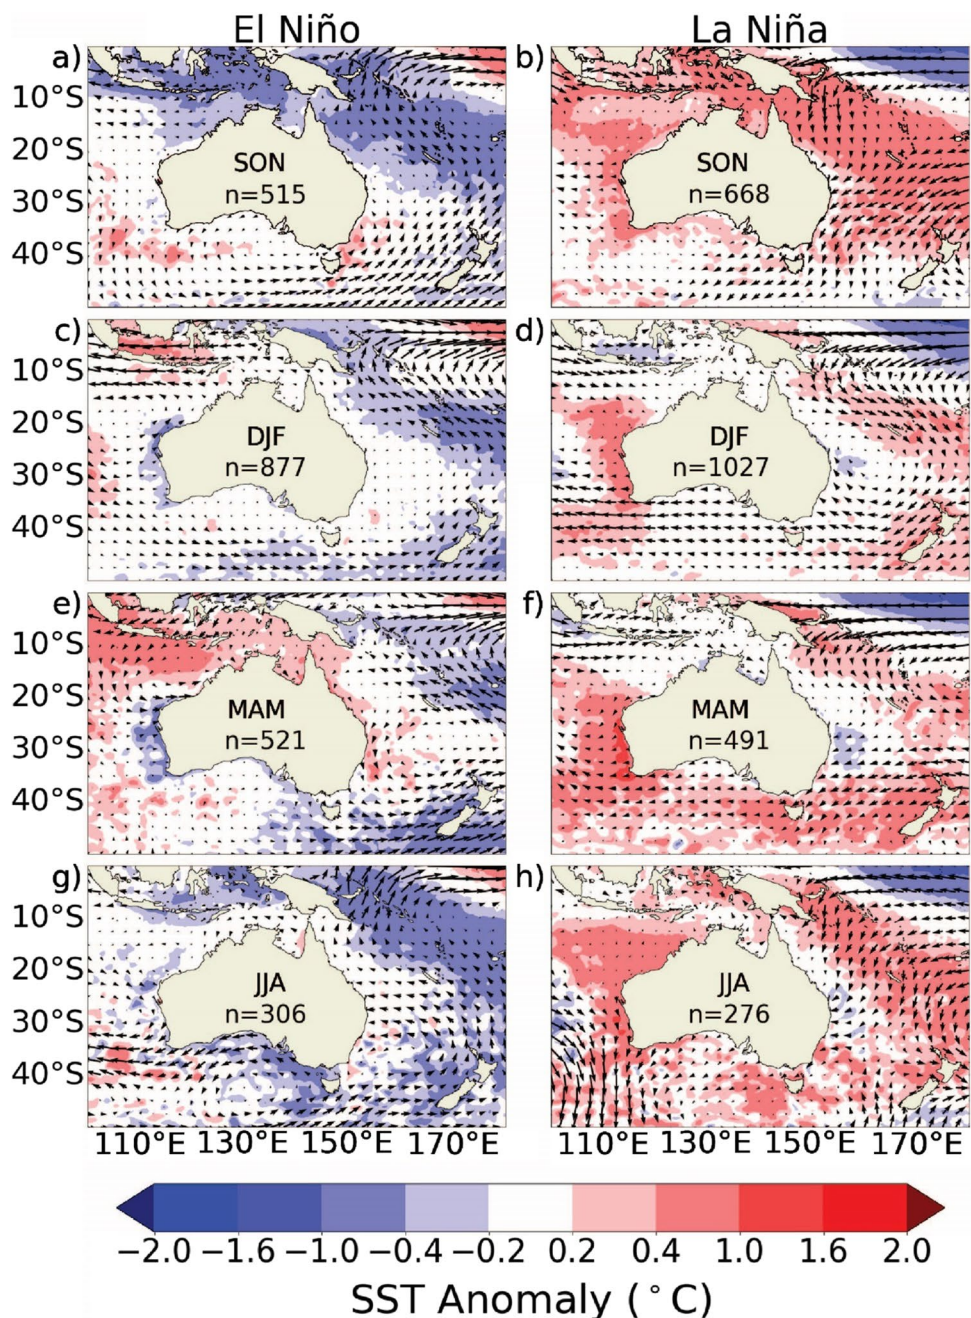 El Niño La Niña
a) b)
10°S
20°S SON SON
30°S n=515 n=668
40°S
c) d)
10°S
20°S DJF DJF
30°S n=877 n=1027
40°S
e) f)
10°S
20°S MAM MAM
30°S n=521 n=491
40°S
g) h)
10°S
20°S JJA JJA
30°S n=306 n=276
40°S
110°E 130°E 150°E 170°E 110°E 130°E 150°E 170°E
−2.0 −1.6 −1.0 −0.4 −0.2 0.2 0.4 1.0 1.6 2.0
SST Anomaly (°C)